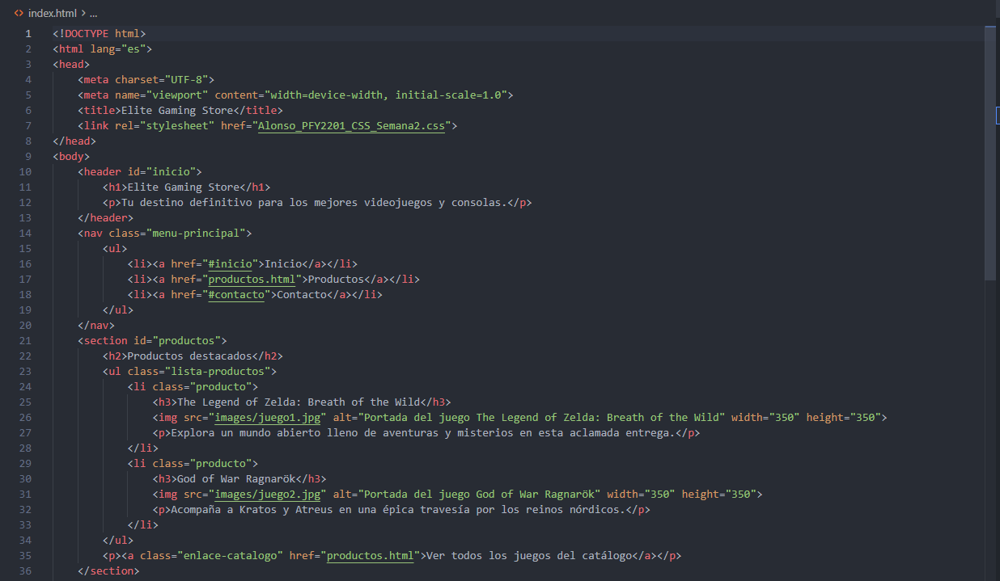 <> index.html > ...
1 <!DOCTYPE html>
2 <html lang="es">
3 <head>
4     <meta charset="UTF-8">
5     <meta name="viewport" content="width=device-width, initial-scale=1.0">
6     <title>Elite Gaming Store</title>
7     <link rel="stylesheet" href="Alonso_PFY2201_CSS_Semana2.css">
8 </head>
9 <body>
10     <header id="inicio">
11         <h1>Elite Gaming Store</h1>
12         <p>Tu destino definitivo para los mejores videojuegos y consolas.</p>
13     </header>
14     <nav class="menu-principal">
15         <ul>
16             <li><a href="#inicio">Inicio</a></li>
17             <li><a href="productos.html">Productos</a></li>
18             <li><a href="#contacto">Contacto</a></li>
19         </ul>
20     </nav>
21     <section id="productos">
22         <h2>Productos destacados</h2>
23         <ul class="lista-productos">
24             <li class="producto">
25                 <h3>The Legend of Zelda: Breath of the Wild</h3>
26                 <img src="images/juego1.jpg" alt="Portada del juego The Legend of Zelda: Breath of the Wild" width="350" height="350">
27                 <p>Explora un mundo abierto lleno de aventuras y misterios en esta aclamada entrega.</p>
28             </li>
29             <li class="producto">
30                 <h3>God of War Ragnarök</h3>
31                 <img src="images/juego2.jpg" alt="Portada del juego God of War Ragnarök" width="350" height="350">
32                 <p>Acompaña a Kratos y Atreus en una épica travesía por los reinos nórdicos.</p>
33             </li>
34         </ul>
35         <p><a class="enlace-catalogo" href="productos.html">Ver todos los juegos del catálogo</a></p>
36     </section>